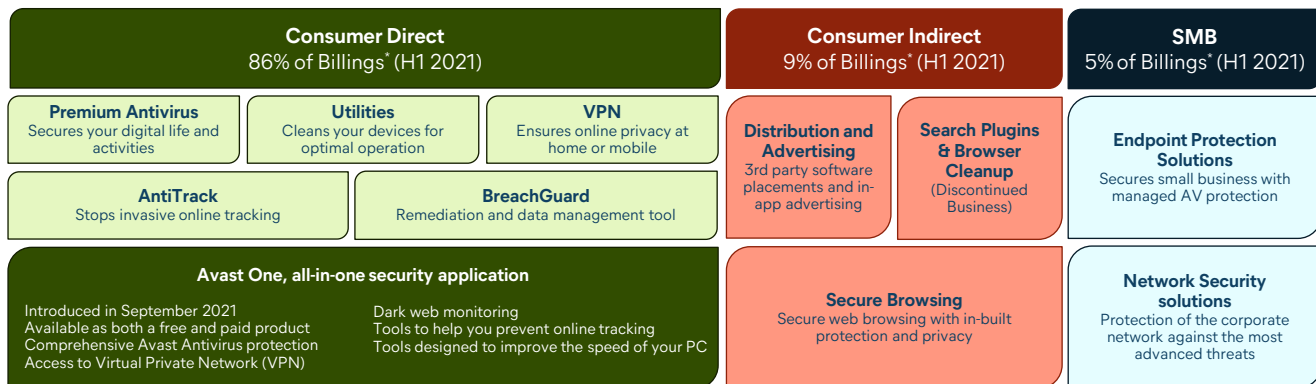 Consumer Direct
86% of Billings* (H1 2021)
Premium Antivirus
Secures your digital life and
activities
Utilities
Cleans your devices for
optimal operation
VPN
Ensures online privacy at
home or mobile
AntiTrack
Stops invasive online tracking
BreachGuard
Remediation and data management tool
Avast One, all-in-one security application
Introduced in September 2021
Available as both a free and paid product
Comprehensive Avast Antivirus protection
Access to Virtual Private Network (VPN)
Dark web monitoring
Tools to help you prevent online tracking
Tools designed to improve the speed of your PC
Consumer Indirect
9% of Billings* (H1 2021)
Distribution and
Advertising
3rd party software
placements and in-
app advertising
Search Plugins
& Browser
Cleanup
(Discontinued
Business)
Secure Browsing
Secure web browsing with in-built
protection and privacy
SMB
5% of Billings* (H1 2021)
Endpoint Protection
Solutions
Secures small business with
managed AV protection
Network Security
solutions
Protection of the corporate
network against the most
advanced threats